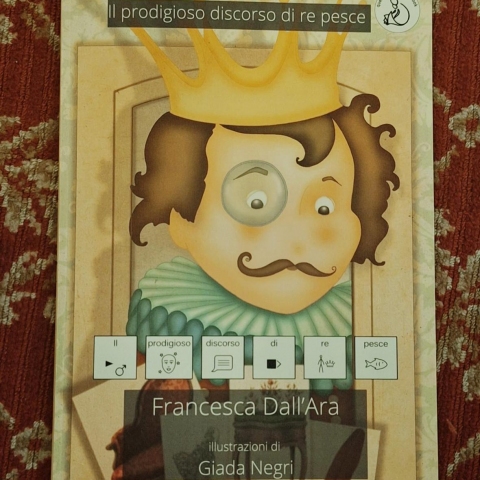 Il prodigioso discorso di re pesce
Il prodigioso discorso di re pesce
Francesca Dall'Ara
illustrazioni di
Giada Negri